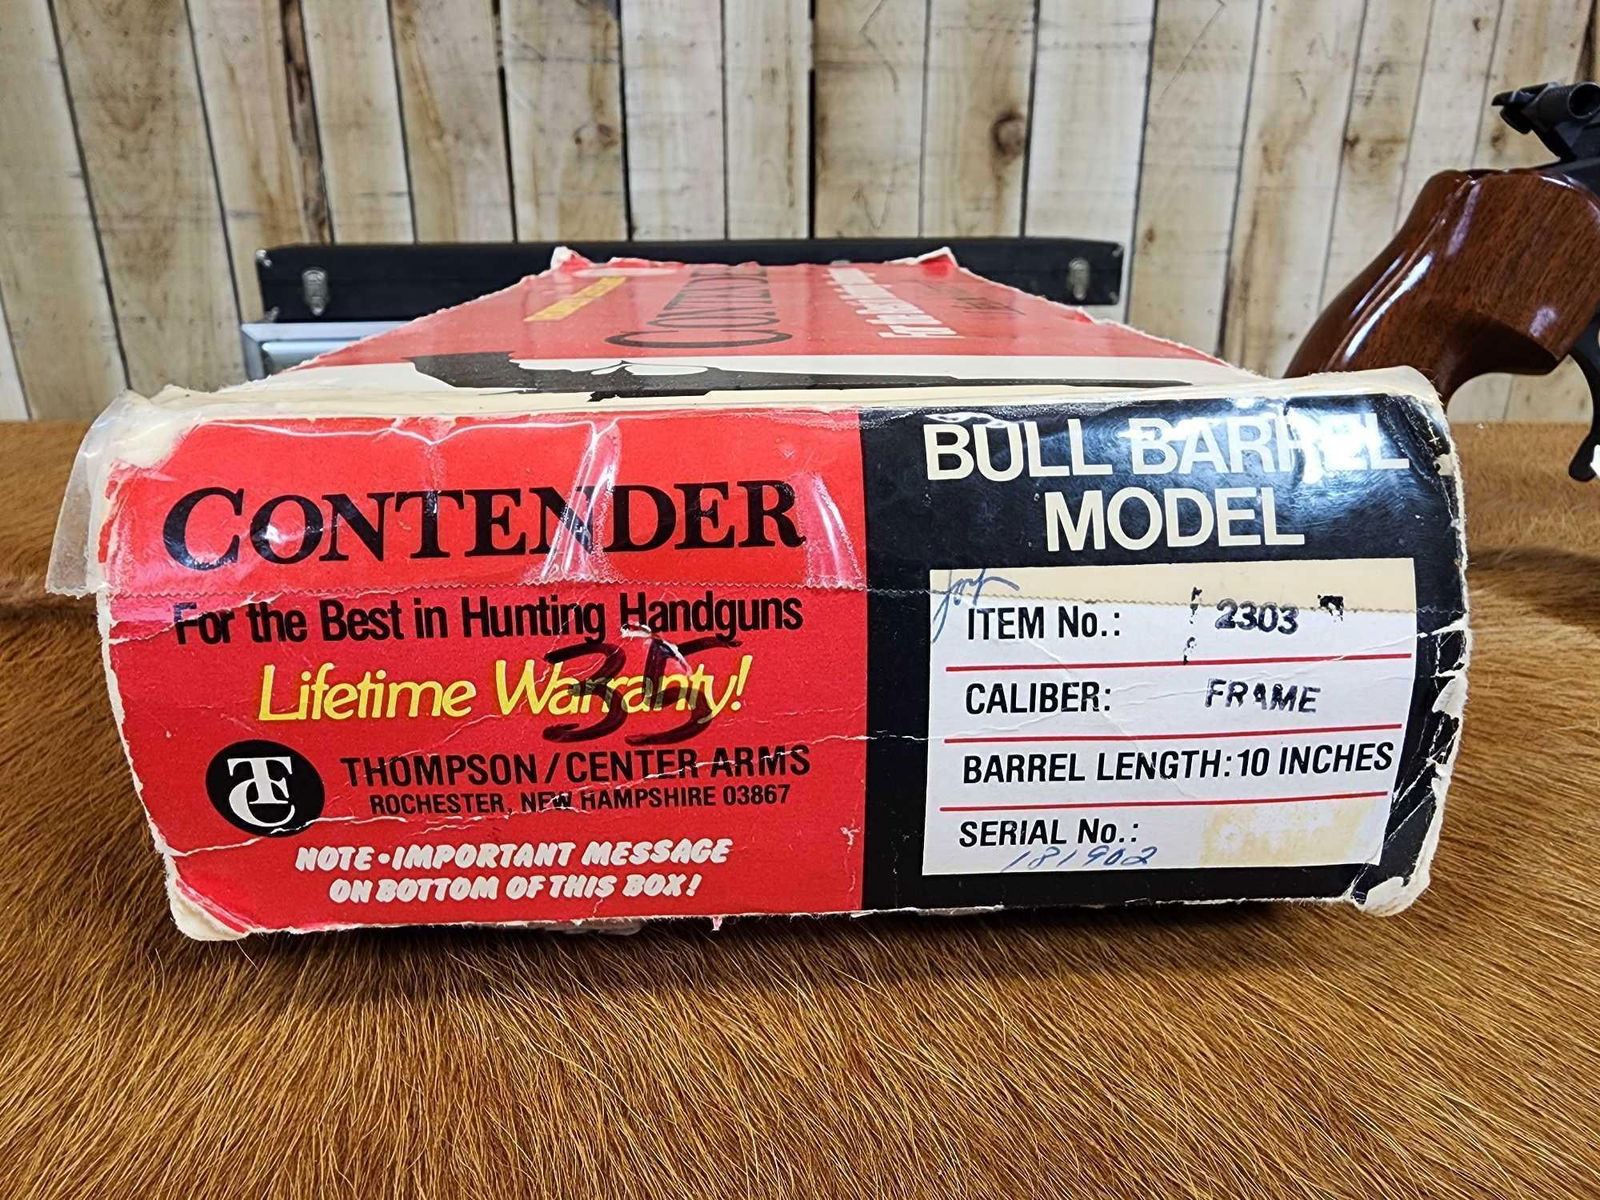 CONTENDER
CONTENDER
For the Best in Hunting Handguns
Lifetime Warranty!
35
TC
THOMPSON/CENTER ARMS
ROCHESTER, NEW HAMPSHIRE 03867
NOTE•IMPORTANT MESSAGE
ON BOTTOM OF THIS BOX!
BULL BARREL
MODEL
ITEM No.: 2303
CALIBER: FRAME
BARREL LENGTH: 10 INCHES
SERIAL No.:
181902